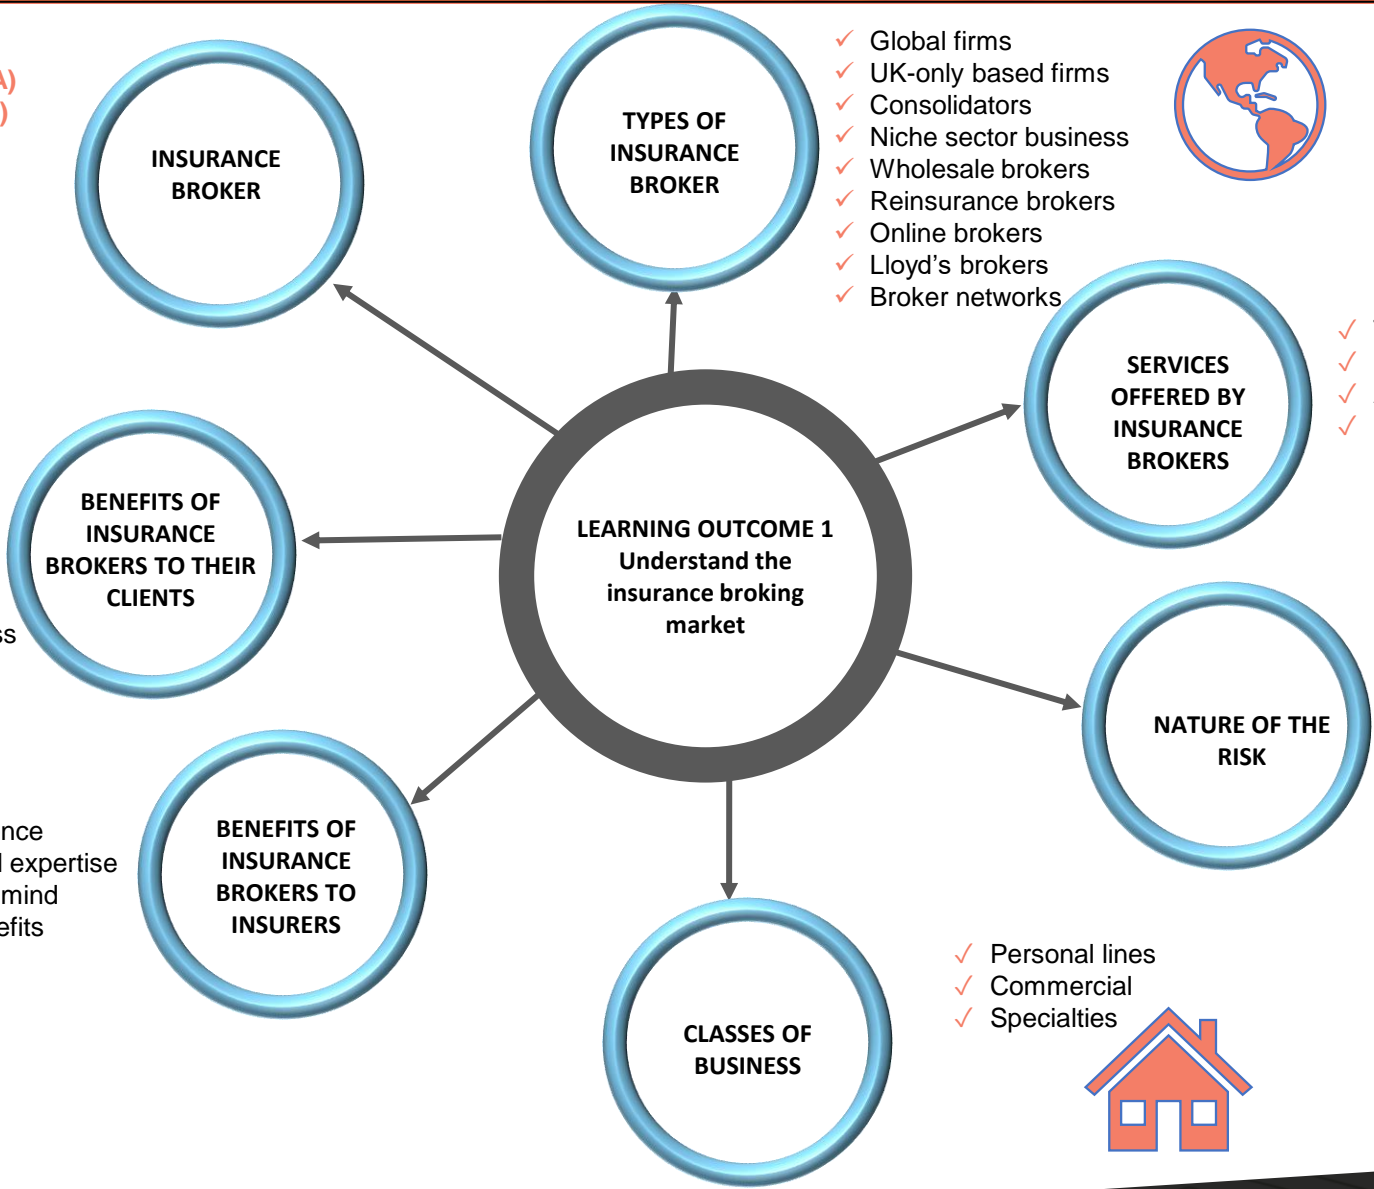 A)
)
INSURANCE
BROKER
TYPES OF
INSURANCE
BROKER
✓ Global firms
✓ UK-only based firms
✓ Consolidators
✓ Niche sector business
✓ Wholesale brokers
✓ Reinsurance brokers
✓ Online brokers
✓ Lloyd's brokers
✓ Broker networks
SERVICES
OFFERED BY
INSURANCE
BROKERS
✓
✓
✓
✓
BENEFITS OF
INSURANCE
BROKERS TO THEIR
CLIENTS
ss
LEARNING OUTCOME 1
Understand the
insurance broking
market
NATURE OF THE
RISK
nce
expertise
mind
efits
BENEFITS OF
INSURANCE
BROKERS TO
INSURERS
CLASSES OF
BUSINESS
✓ Personal lines
✓ Commercial
✓ Specialties